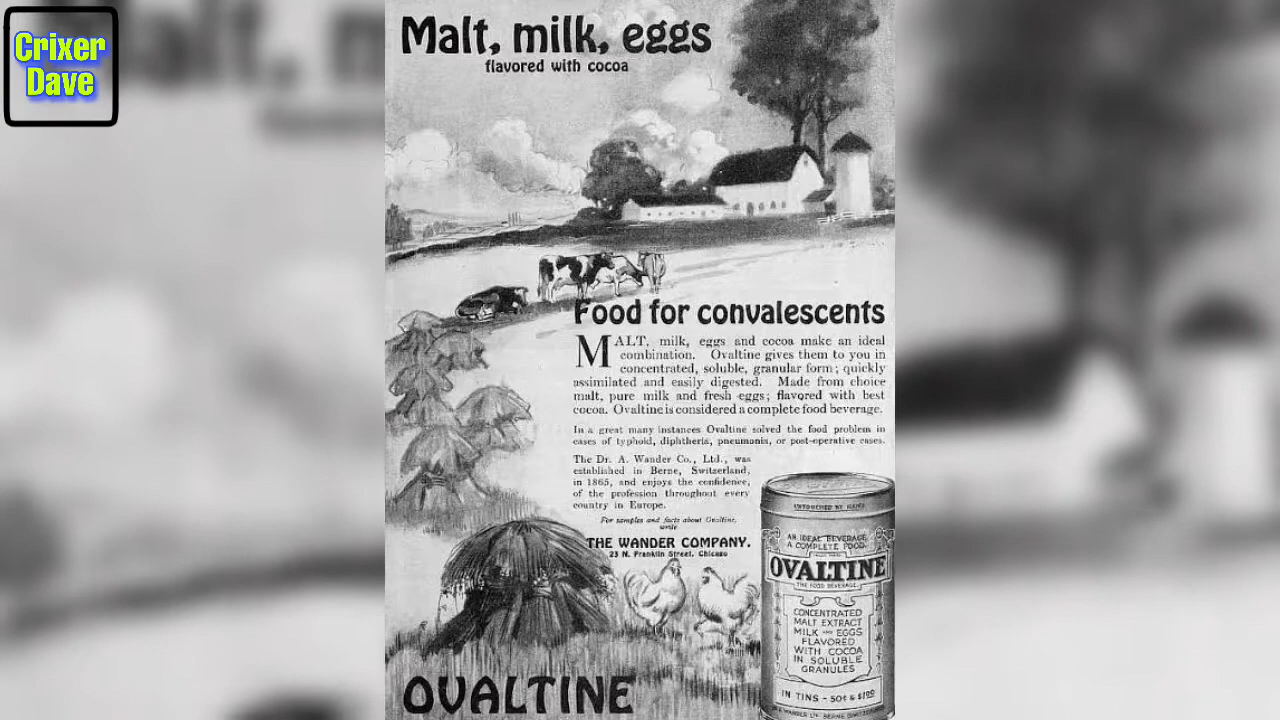 Crixer
Dave
Malt, milk, eggs
flavored with cocoa
Food for convalescents
MALT, milk, eggs and cocoa make an ideal
combination. Ovaltine gives them to you in
concentrated, soluble, granular form; quickly
assimilated and easily digested. Made from choice
malt, pure milk and fresh eggs; flavored with best
cocoa. Ovaltine is considered a complete food beverage.
In a great many instances Ovaltine solved the food problem in
cases of typhoid, diphtheria, pneumonia, or post-operative cases.
The Dr. A. Wander Co., Ltd., was
established in Berne, Switzerland,
in 1865, and enjoys the confidence,
of the profession throughout every
country in Europe.
For samples and facts about Ovaltine,
write
THE WANDER COMPANY.
23 N. Franklin Street, Chicago
UNTOUCHED BY HANDS
AN IDEAL BEVERAGE
A COMPLETE FOOD.
OVALTINE
THE FOOD BEVERAGE
CONCENTRATED
MALT EXTRACT
MILK AND EGGS
FLAVORED
WITH COCOA
IN SOLUBLE
GRANULES
IN TINS - 50¢ & $1.00
WANDER LTD BERNE SWITZERLAND
OVALTINE